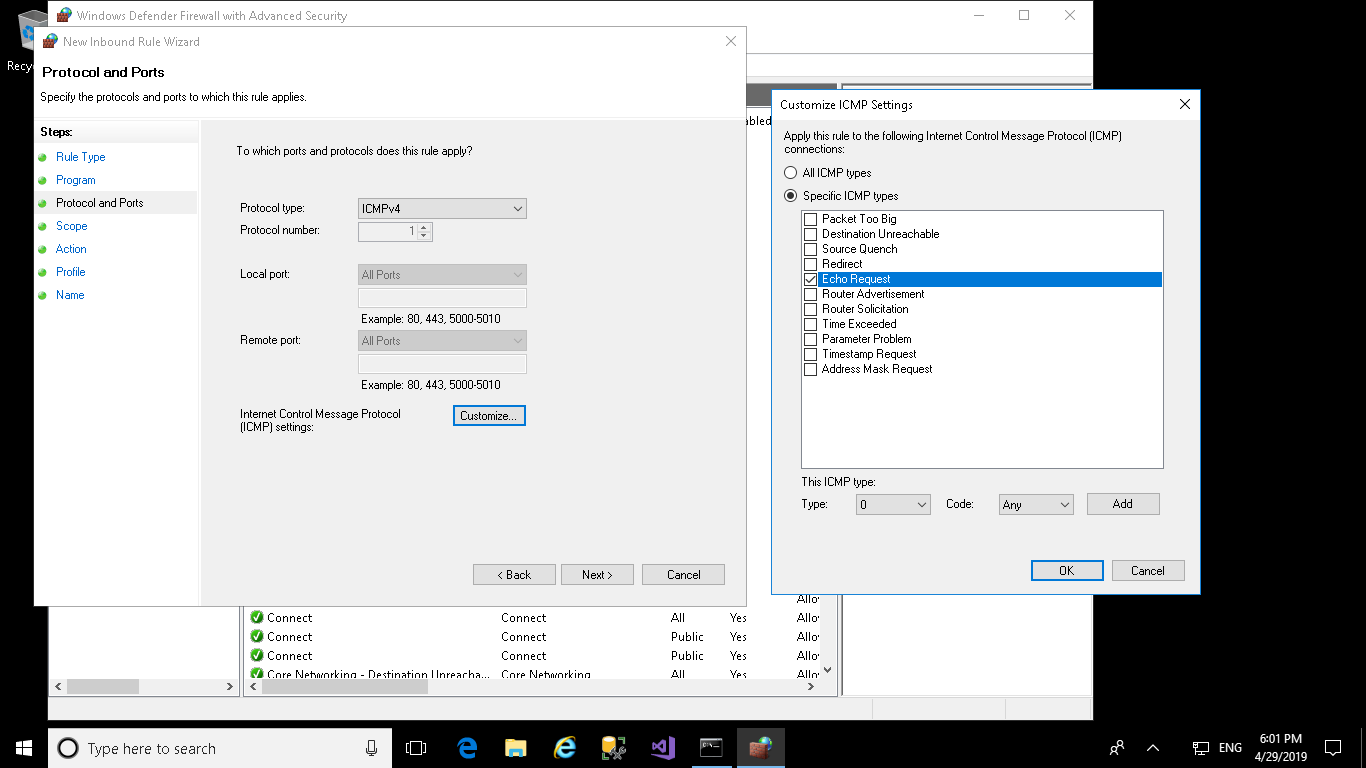 Windows Defender Firewall with Advanced Security
New Inbound Rule Wizard
Protocol and Ports
Specify the protocols and ports to which this rule applies.
Steps:
Rule Type
Program
Protocol and Ports
Scope
Action
Profile
Name
To which ports and protocols does this rule apply?
Protocol type:
ICMPv4
Protocol number:
1
Local port:
All Ports
Example: 80, 443, 5000-5010
Remote port:
All Ports
Example: 80, 443, 5000-5010
Internet Control Message Protocol
(ICMP) settings:
Customize...
< Back
Next >
Cancel
Customize ICMP Settings
Apply this rule to the following Internet Control Message Protocol (ICMP)
connections:
All ICMP types
Specific ICMP types
Packet Too Big
Destination Unreachable
Source Quench
Redirect
Echo Request
Router Advertisement
Router Solicitation
Time Exceeded
Parameter Problem
Timestamp Request
Address Mask Request
This ICMP type:
Type:
0
Code:
Any
Add
OK
Cancel
Recy
abled
Allo
Connect Connect All Yes Allo
Connect Connect Public Yes Allo
Connect Connect Public Yes Allo
Core Networking - Destination Unreacha... Core Networking All Yes Allo
Type here to search
ENG
6:01 PM
4/29/2019